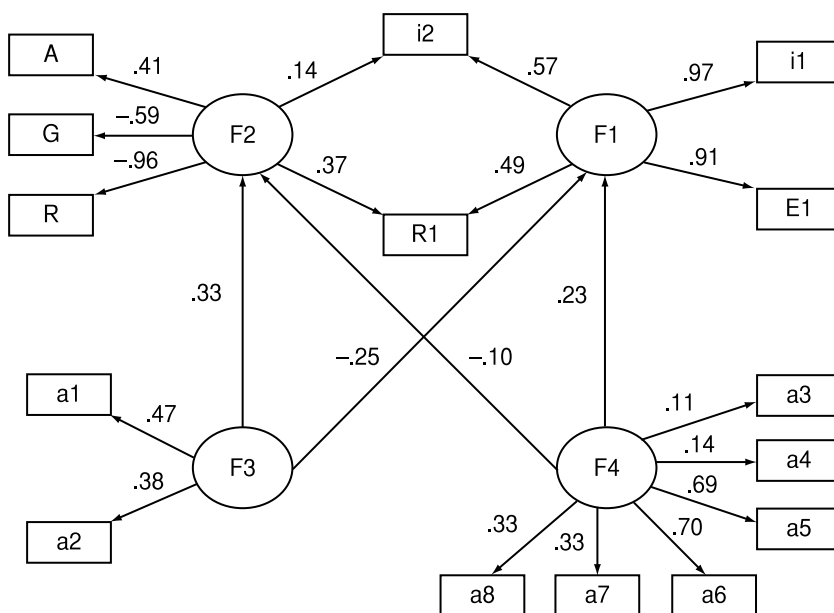 A
.41
i2
.14
.57
.97
i1
G
–.59
F2
F1
R
–.96
.37
.49
.91
R1
E1
.33
.23
–.25
–.10
a1
.47
.11
a3
F3
F4
.14
a4
.38
.69
a2
.33
.33
.70
a5
a8
a7
a6